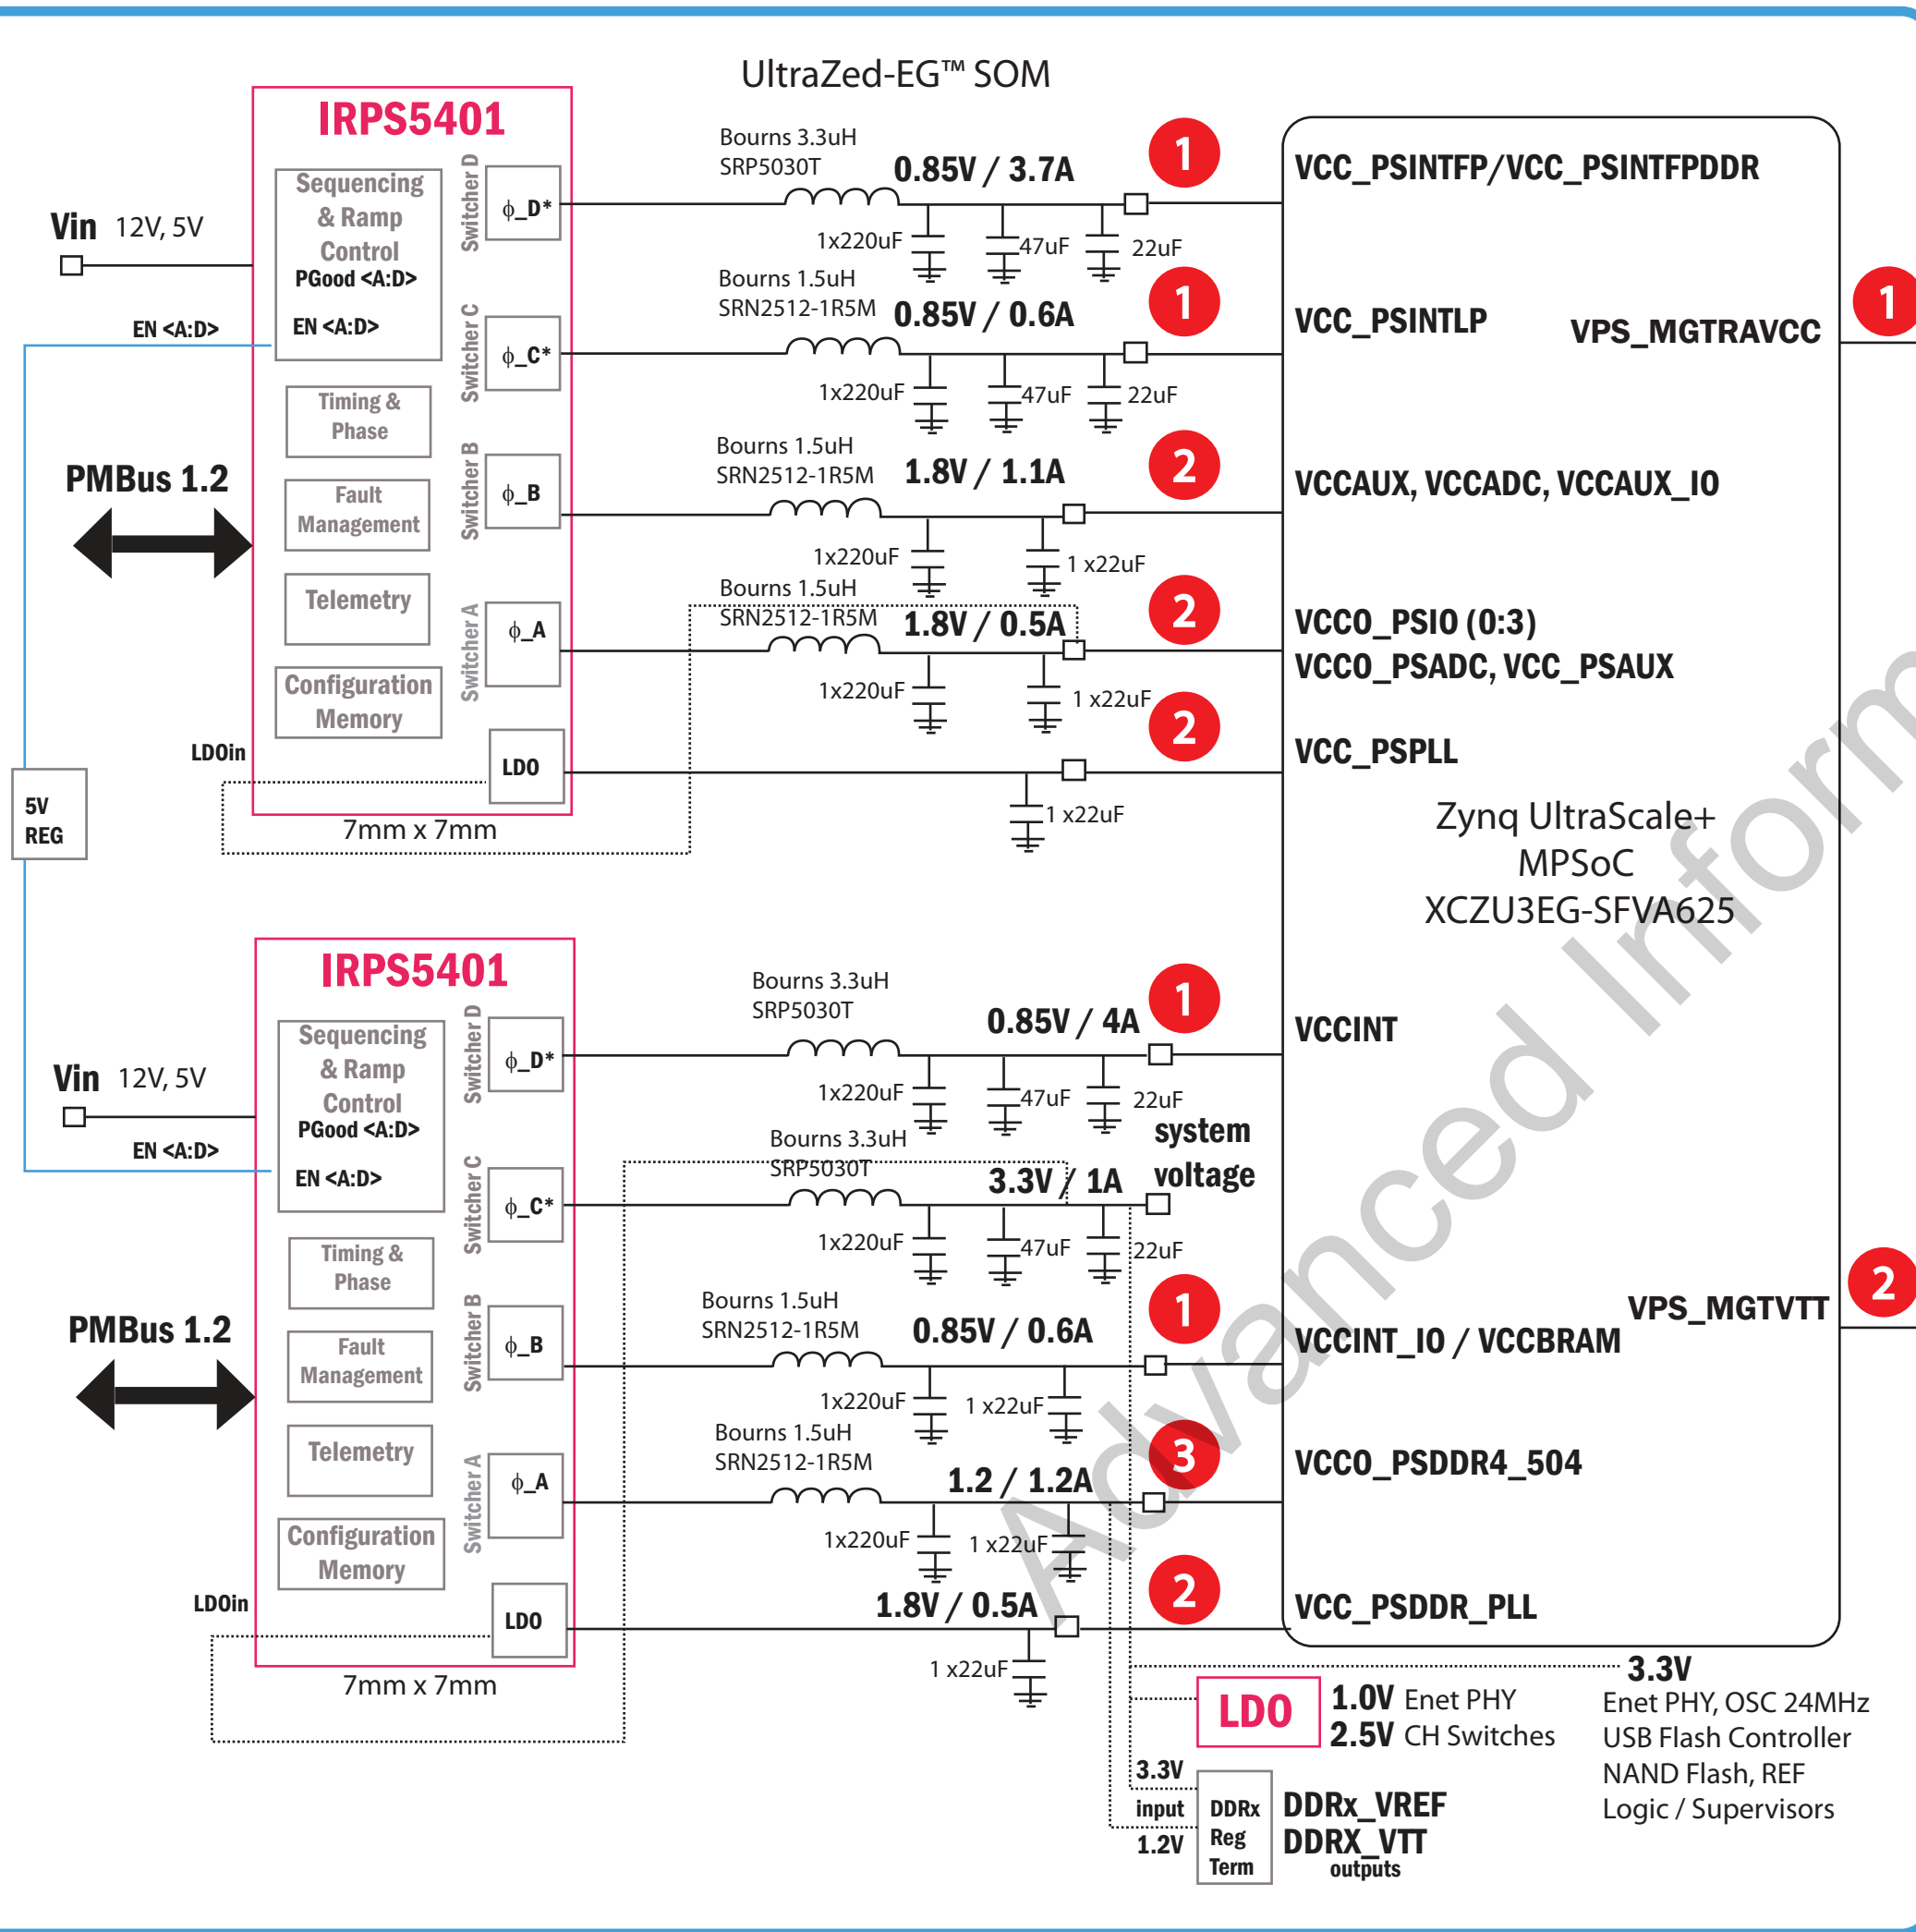 UltraZed-EG™ SOM
IRPS5401
Sequencing
& Ramp
Control
PGood <A:D>
EN <A:D>
Timing &
Phase
Fault
Management
Telemetry
Configuration
Memory
Vin 12V, 5V
EN <A:D>
PMBus 1.2
LDOin
5V
REG
7mm x 7mm
Switcher D
ϕ_D*
Switcher C
ϕ_C*
Switcher B
ϕ_B
Switcher A
ϕ_A
LDO
Bourns 3.3uH
SRP5030T
0.85V / 3.7A
1
1x220uF
47uF
22uF
VCC_PSINTFP/VCC_PSINTFPDDR
Bourns 1.5uH
SRN2512-1R5M
0.85V / 0.6A
1
1x220uF
47uF
22uF
VCC_PSINTLP
VPS_MGTRAVCC
1
Bourns 1.5uH
SRN2512-1R5M
1.8V / 1.1A
2
1x220uF
1 x22uF
VCCAUX, VCCADC, VCCAUX_IO
Bourns 1.5uH
SRN2512-1R5M
1.8V / 0.5A
2
1x220uF
1 x22uF
VCCO_PSIO (0:3)
VCCO_PSADC, VCC_PSAUX
2
1 x22uF
VCC_PSPLL
Zynq UltraScale+
MPSoC
XCZU3EG-SFVA625
IRPS5401
Sequencing
& Ramp
Control
PGood <A:D>
EN <A:D>
Timing &
Phase
Fault
Management
Telemetry
Configuration
Memory
Vin 12V, 5V
EN <A:D>
PMBus 1.2
LDOin
7mm x 7mm
Switcher D
ϕ_D*
Switcher C
ϕ_C*
Switcher B
ϕ_B
Switcher A
ϕ_A
LDO
Bourns 3.3uH
SRP5030T
0.85V / 4A
1
1x220uF
47uF
22uF
VCCINT
Bourns 3.3uH
SRP5030T
3.3V / 1A
system
voltage
1x220uF
47uF
22uF
Bourns 1.5uH
SRN2512-1R5M
0.85V / 0.6A
1
1x220uF
1 x22uF
VCCINT_IO / VCCBRAM
VPS_MGTVTT
2
Bourns 1.5uH
SRN2512-1R5M
1.2 / 1.2A
3
1x220uF
1 x22uF
VCCO_PSDDR4_504
1.8V / 0.5A
2
1 x22uF
VCC_PSDDR_PLL
LDO
1.0V Enet PHY
2.5V CH Switches
3.3V
Enet PHY, OSC 24MHz
USB Flash Controller
NAND Flash, REF
Logic / Supervisors
3.3V
input
1.2V
DDRx
Reg
Term
DDRx_VREF
DDRX_VTT
outputs
Advanced Inform